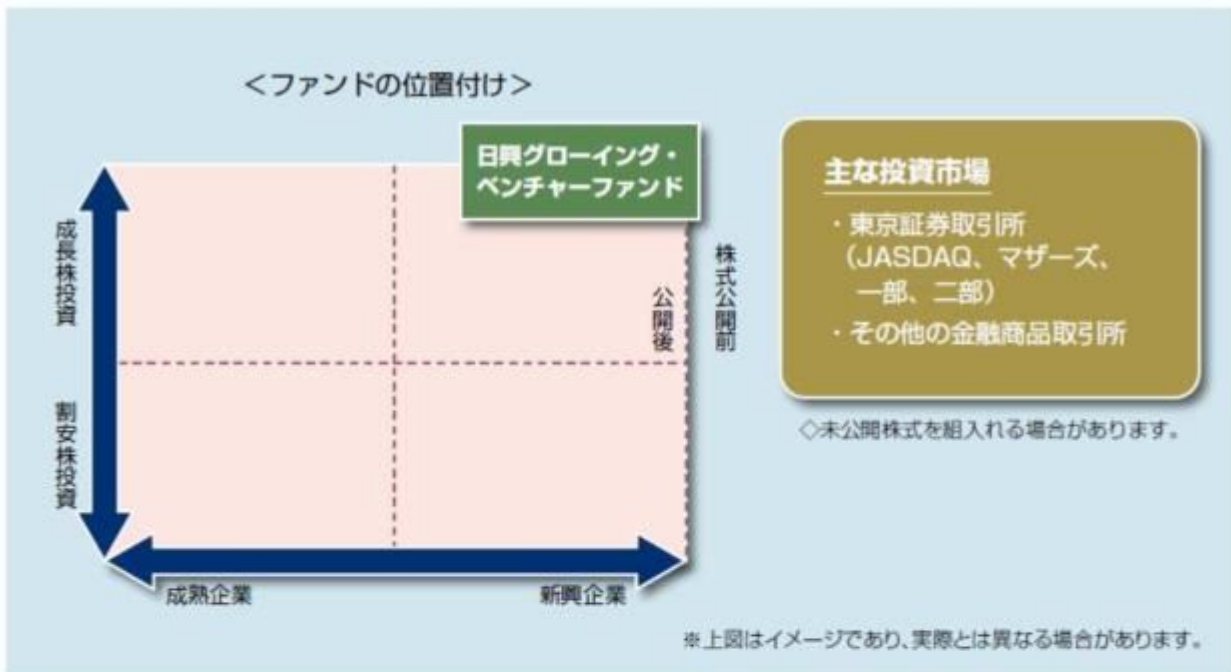 ＜ファンドの位置付け＞
日興グローイング・
ベンチャーファンド
成長株投資
割安株投資
公開後
株式公開前
成熟企業
新興企業
主な投資市場
・東京証券取引所
（JASDAQ、マザーズ、
一部、二部）
・その他の金融商品取引所
◇未公開株式を組入れる場合があります。
※上図はイメージであり、実際とは異なる場合があります。